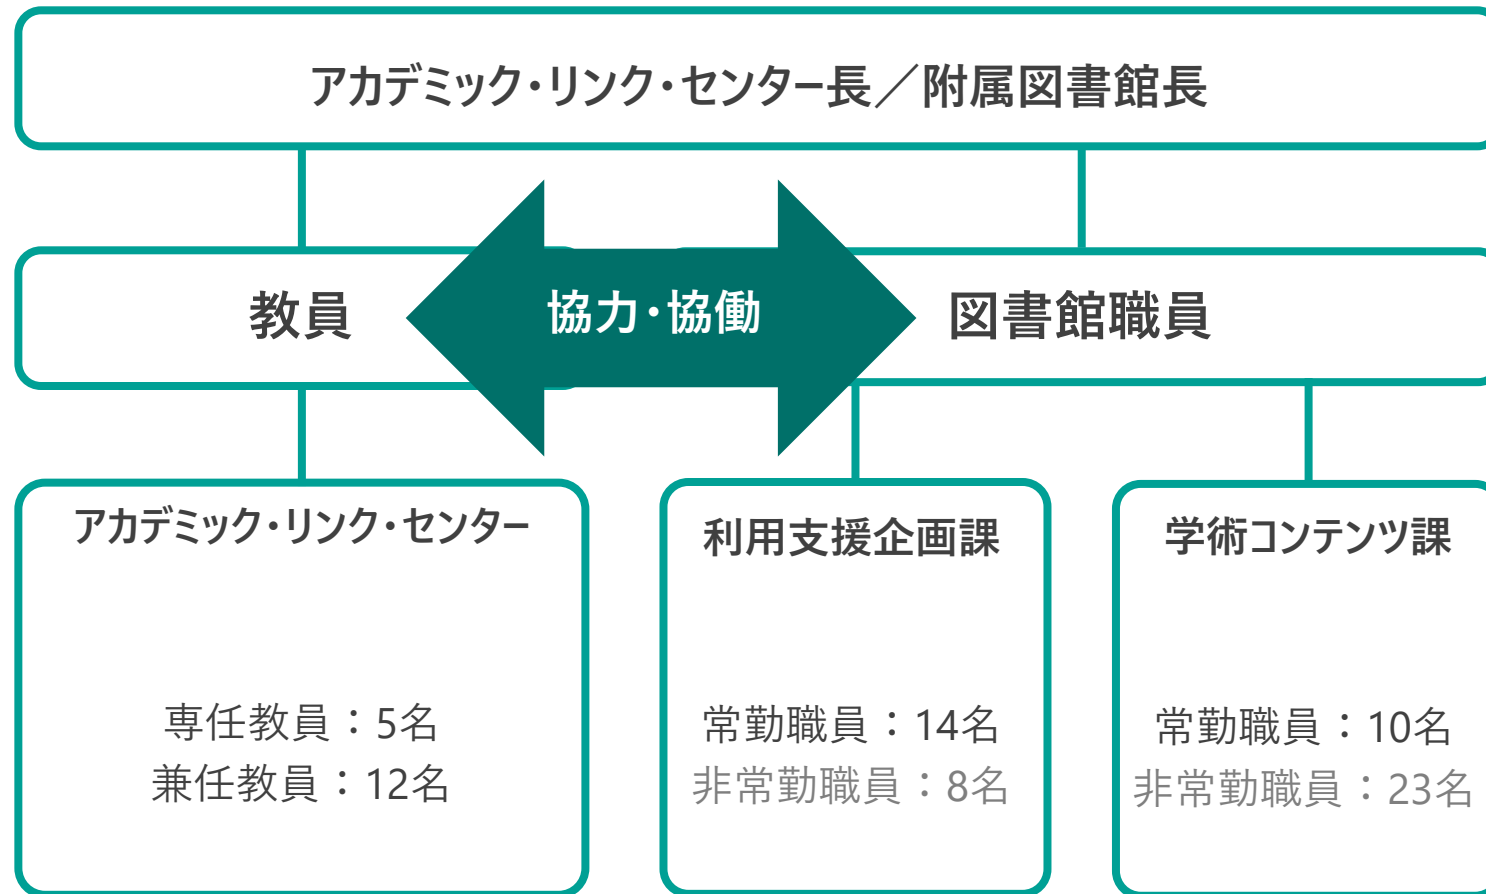 アカデミック・リンク・センター長／附属図書館長
教員
協力・協働
図書館職員
アカデミック・リンク・センター
専任教員：5名
兼任教員：12名
利用支援企画課
常勤職員：14名
非常勤職員：8名
学術コンテンツ課
常勤職員：10名
非常勤職員：23名